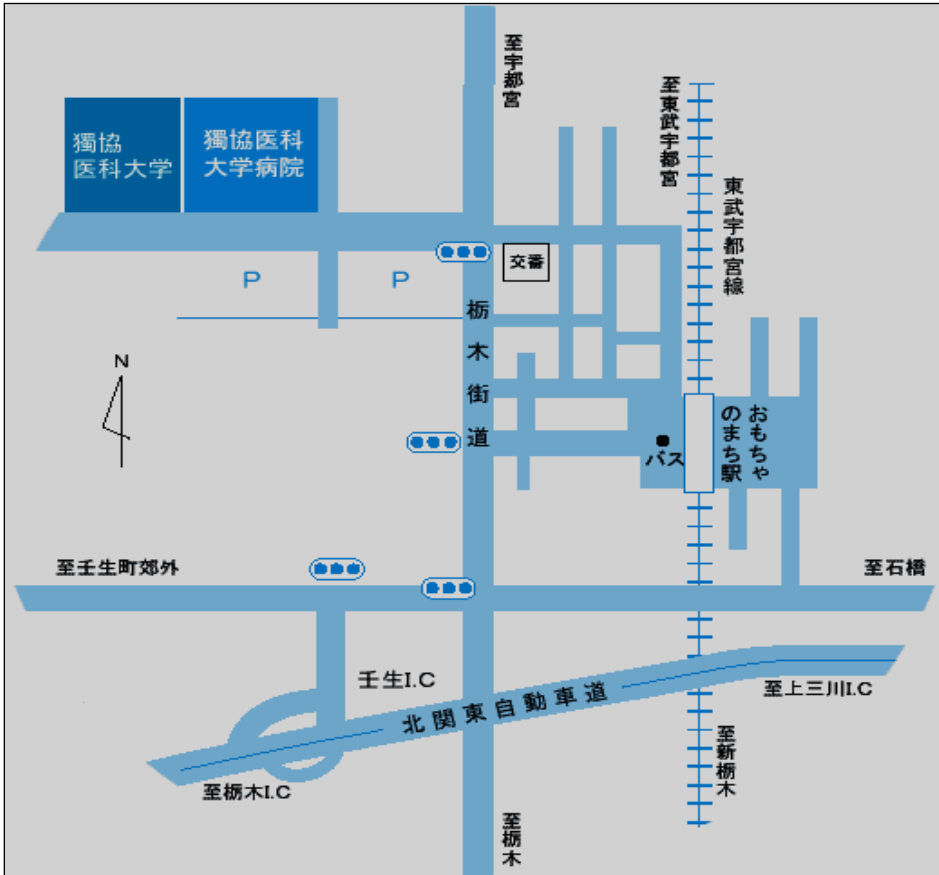 至宇都宮
至東武宇都宮
獨協
医科大学
獨協医科
大学病院
東武宇都宮線
交番
P
P
栃木街道
N
おもちゃ
のまち駅
バス
至壬生町郊外
至石橋
壬生I.C
北関東自動車道
至上三川I.C
至栃木I.C
至新栃木
至栃木